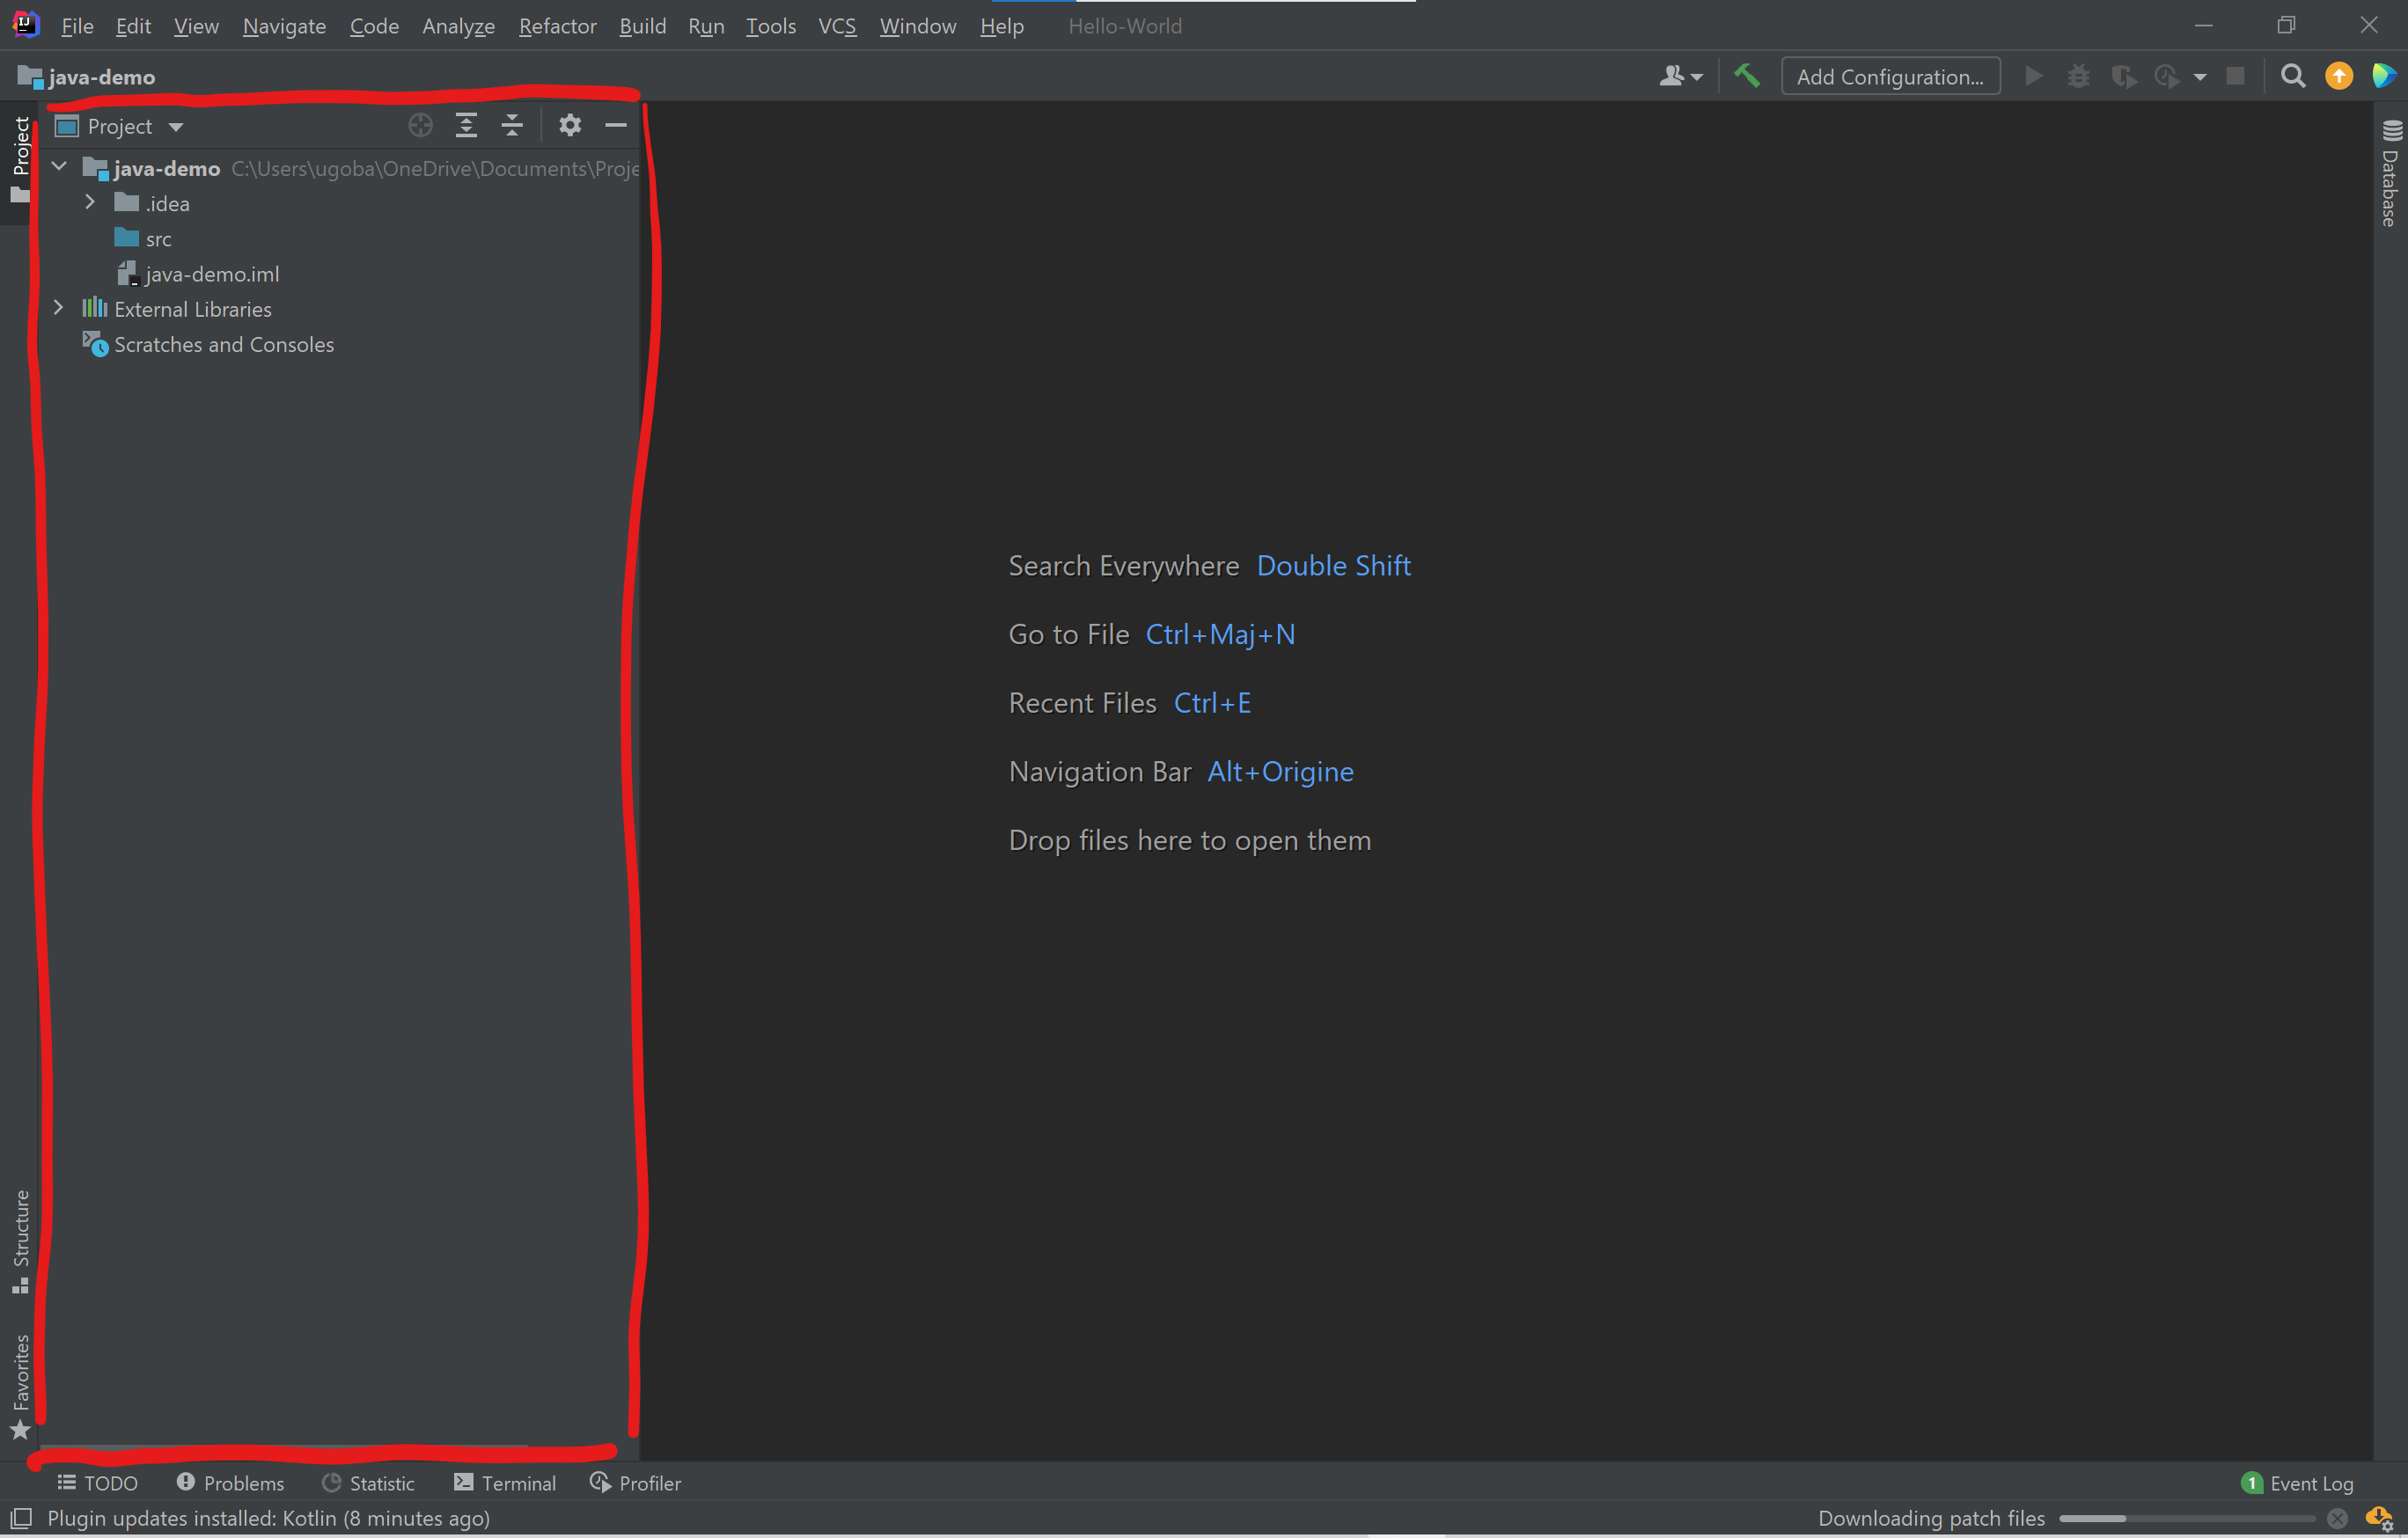 File Edit View Navigate Code Analyze Refactor Build Run Tools VCS Window Help Hello-World
java-demo
Add Configuration...
Project
Project
java-demo C:\Users\ugoba\OneDrive\Documents\Proje
.idea
src
java-demo.iml
External Libraries
Scratches and Consoles
Database
Search Everywhere Double Shift
Go to File Ctrl+Maj+N
Recent Files Ctrl+E
Navigation Bar Alt+Origine
Drop files here to open them
Structure
Favorites
TODO Problems Statistic Terminal Profiler
1 Event Log
Plugin updates installed: Kotlin (8 minutes ago)
Downloading patch files